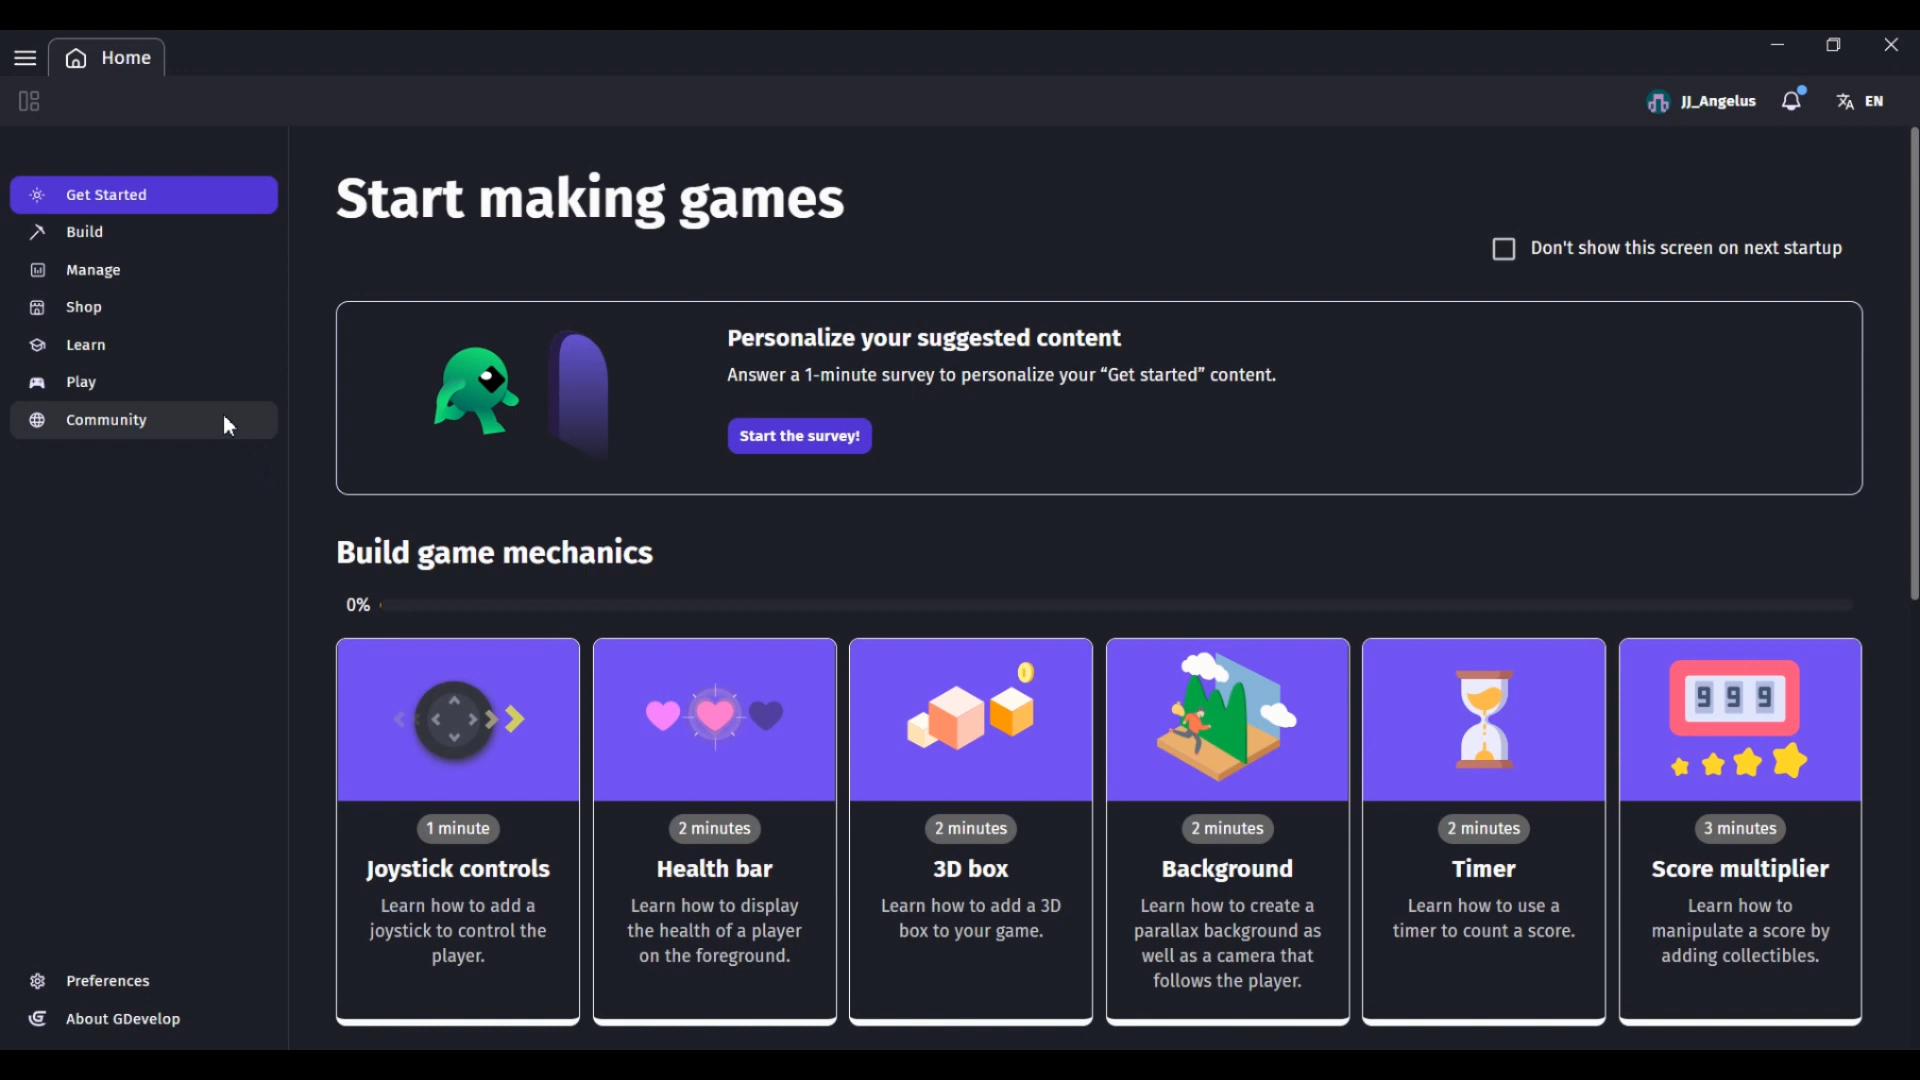 Home
JJ_Angelus
EN
Get Started
Build
Manage
Shop
Learn
Play
Community
Preferences
About GDevelop
Start making games
Don't show this screen on next startup
Personalize your suggested content
Answer a 1-minute survey to personalize your “Get started” content.
Start the survey!
Build game mechanics
0%
1 minute
Joystick controls
Learn how to add a
joystick to control the
player.
2 minutes
Health bar
Learn how to display
the health of a player
on the foreground.
2 minutes
3D box
Learn how to add a 3D
box to your game.
2 minutes
Background
Learn how to create a
parallax background as
well as a camera that
follows the player.
2 minutes
Timer
Learn how to use a
timer to count a score.
999
3 minutes
Score multiplier
Learn how to
manipulate a score by
adding collectibles.